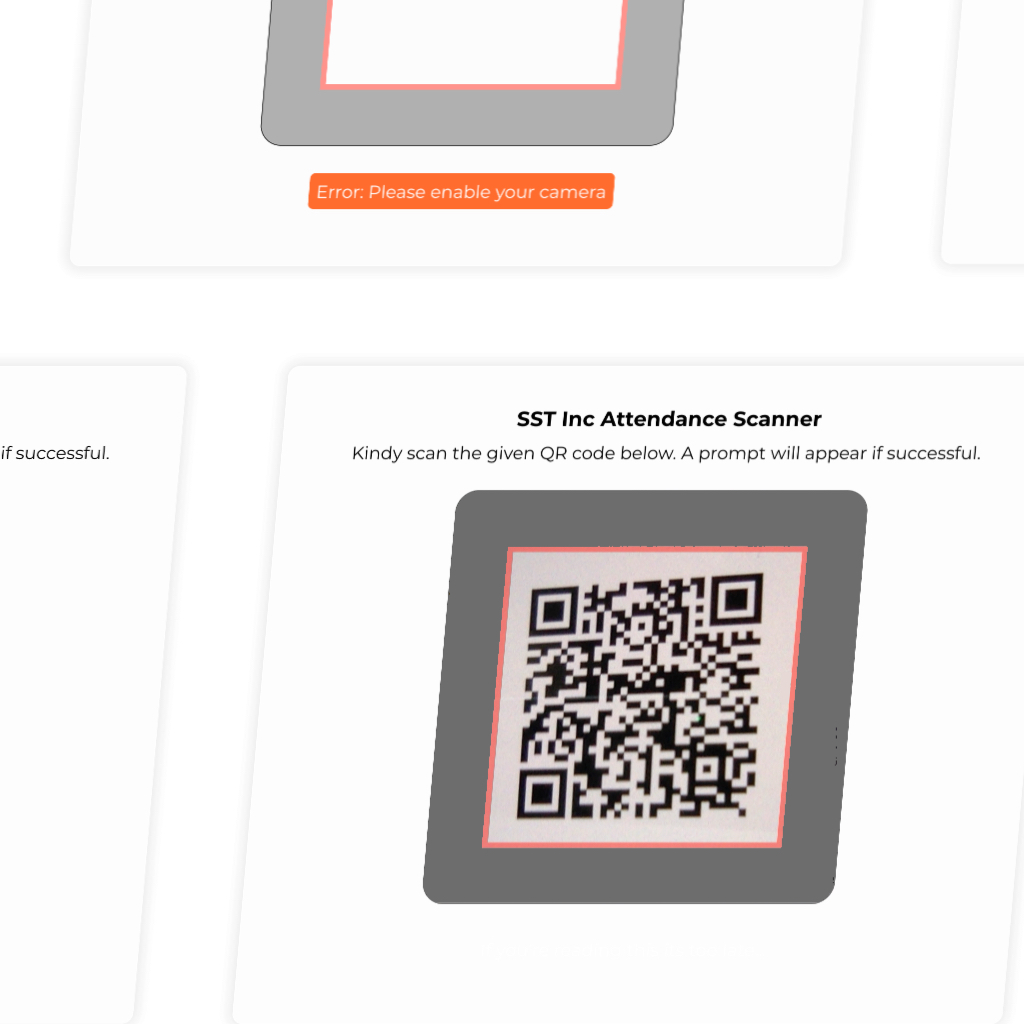 Error: Please enable your camera
if successful.
SST Inc Attendance Scanner
Kindy scan the given QR code below. A prompt will appear if successful.